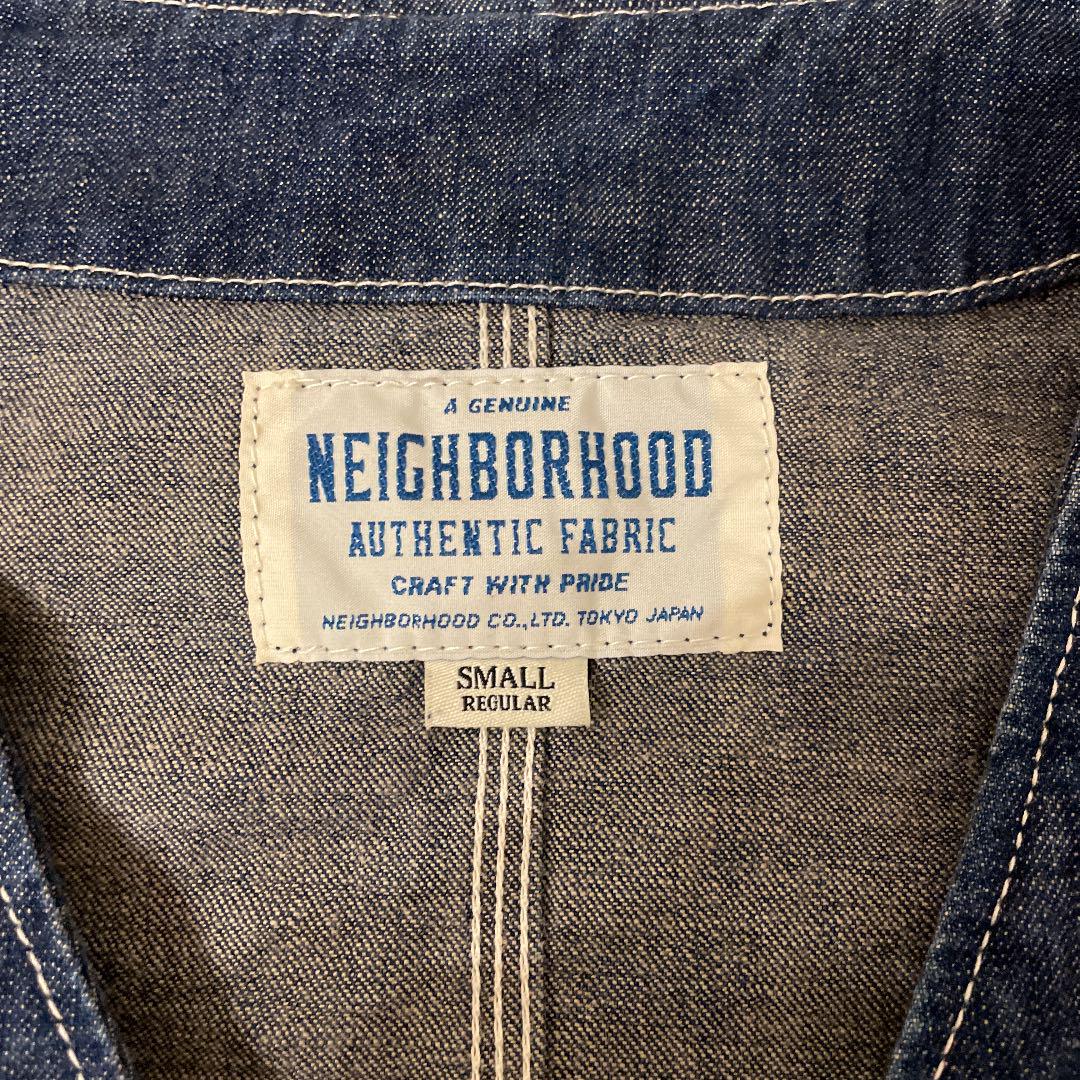 A GENUINE
NEIGHBORHOOD
AUTHENTIC FABRIC
CRAFT WITH PRIDE
NEIGHBORHOOD CO.,LTD. TOKYO JAPAN
SMALL
REGULAR